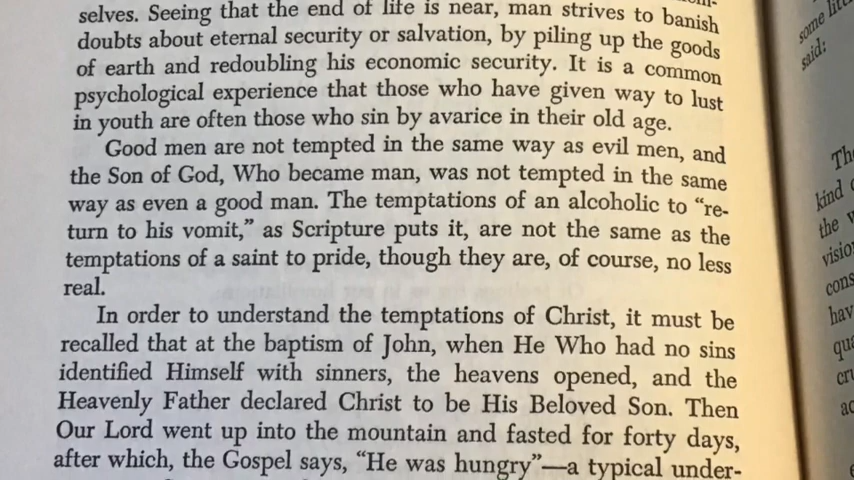 selves. Seeing that the end of life is near, man strives to banish
doubts about eternal security or salvation, by piling up the goods
of earth and redoubling his economic security. It is a common
psychological experience that those who have given way to lust
in youth are often those who sin by avarice in their old age.
Good men are not tempted in the same way as evil men, and
the Son of God, Who became man, was not tempted in the same
way as even a good man. The temptations of an alcoholic to “re-
turn to his vomit,” as Scripture puts it, are not the same as the
temptations of a saint to pride, though they are, of course, no less
real.
In order to understand the temptations of Christ, it must be
recalled that at the baptism of John, when He Who had no sins
identified Himself with sinners, the heavens opened, and the
Heavenly Father declared Christ to be His Beloved Son. Then
Our Lord went up into the mountain and fasted for forty days,
after which, the Gospel says, “He was hungry”—a typical under-
some
said:
kind
the